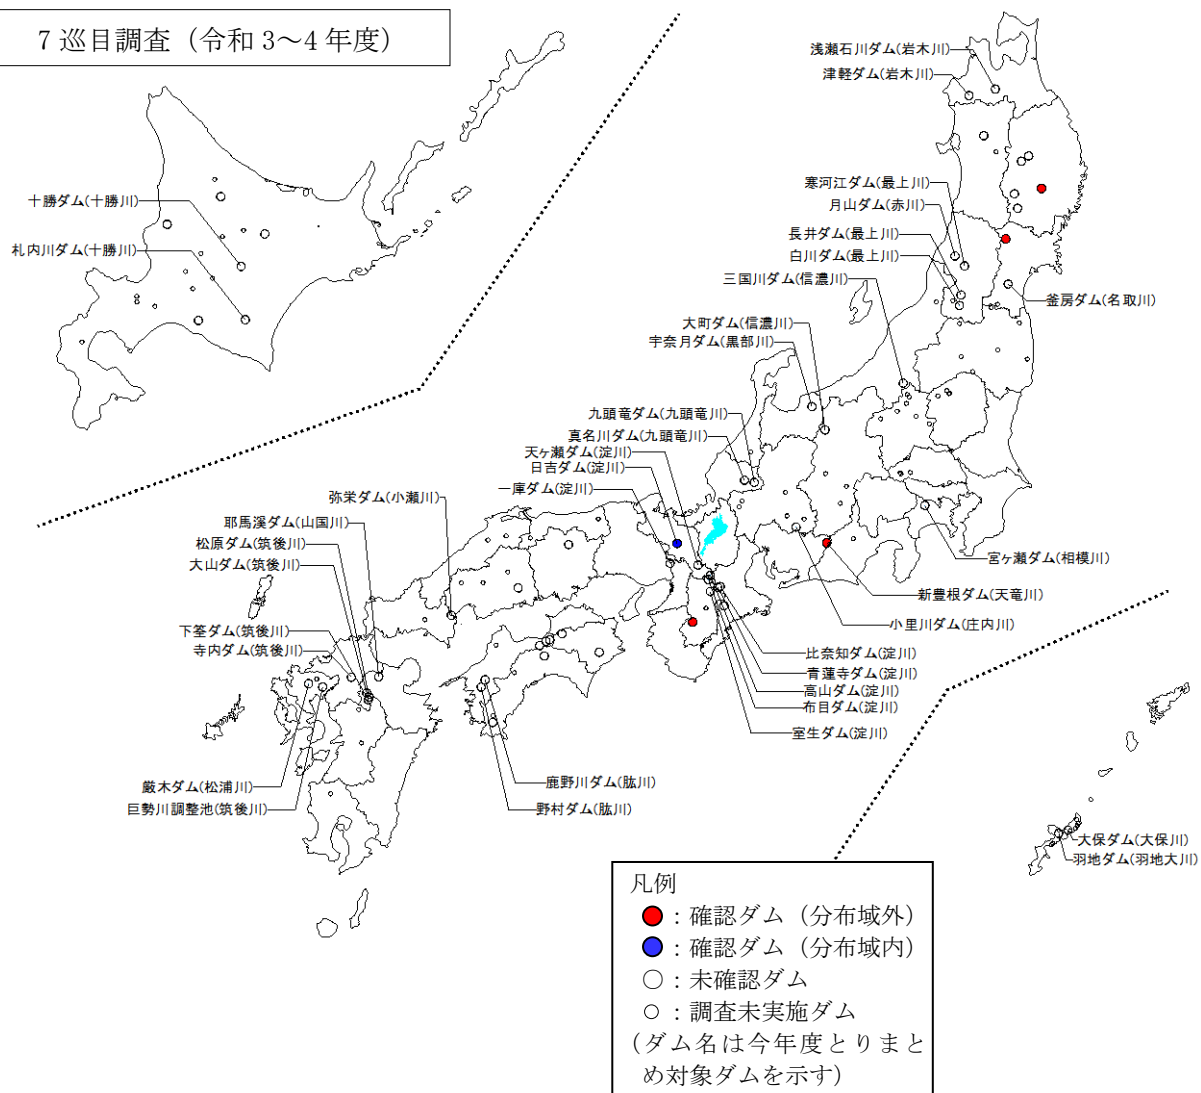 7 巡目調査（令和 3～4 年度）
浅瀬石川ダム(岩木川)
津軽ダム(岩木川)
十勝ダム(十勝川)
札内川ダム(十勝川)
寒河江ダム(最上川)
月山ダム(赤川)
長井ダム(最上川)
白川ダム(最上川)
三国川ダム(信濃川)
釜房ダム(名取川)
大町ダム(信濃川)
宇奈月ダム(黒部川)
九頭竜ダム(九頭竜川)
真名川ダム(九頭竜川)
天ヶ瀬ダム(淀川)
日吉ダム(淀川)
一庫ダム(淀川)
弥栄ダム(小瀬川)
耶馬溪ダム(山国川)
松原ダム(筑後川)
大山ダム(筑後川)
下筌ダム(筑後川)
寺内ダム(筑後川)
宮ヶ瀬ダム(相模川)
新豊根ダム(天竜川)
小里川ダム(庄内川)
比奈知ダム(淀川)
青蓮寺ダム(淀川)
高山ダム(淀川)
布目ダム(淀川)
室生ダム(淀川)
厳木ダム(松浦川)
巨勢川調整池(筑後川)
鹿野川ダム(肱川)
野村ダム(肱川)
大保ダム(大保川)
羽地ダム(羽地大川)
凡例
：確認ダム（分布域外）
：確認ダム（分布域内）
：未確認ダム
：調査未実施ダム
（ダム名は今年度とりまと
め対象ダムを示す）